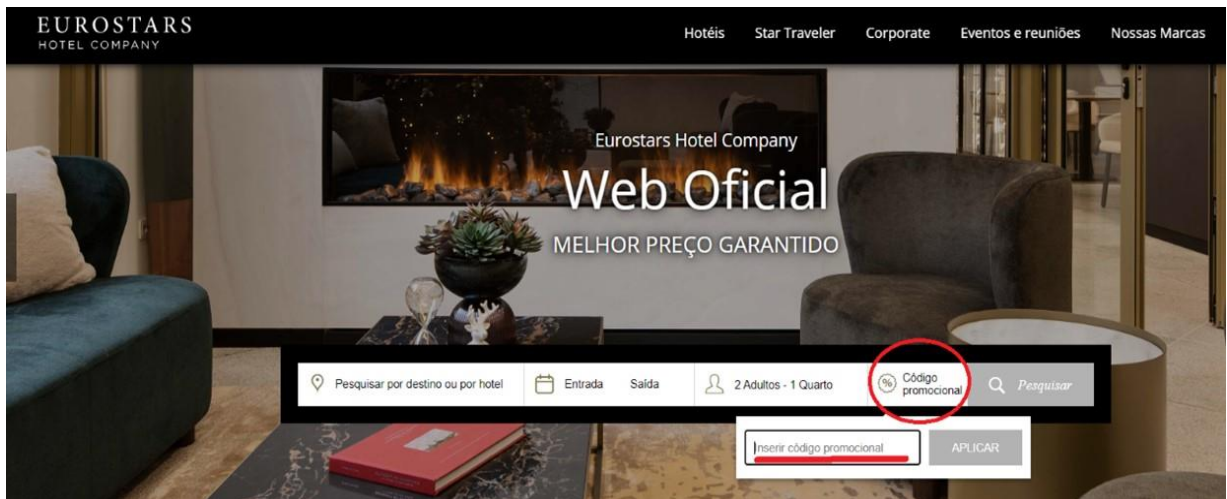 EUROSTARS
HOTEL COMPANY
Hotéis Star Traveler Corporate Eventos e reuniões Nossas Marcas
Eurostars Hotel Company
Web Oficial
MELHOR PREÇO GARANTIDO
Pesquisar por destino ou por hotel Entrada Saída 2 Adultos - 1 Quarto % Código
promocional Pesquisar
Inserir código promocional APLICAR